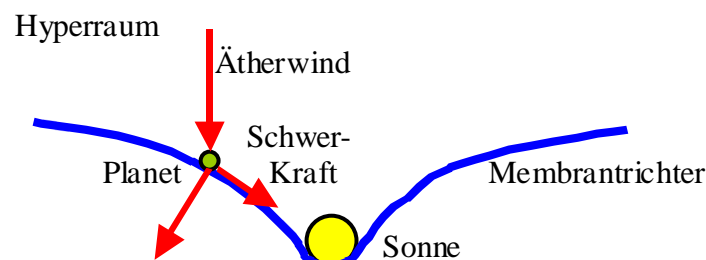 Hyperraum
Ätherwind
Schwer-
Kraft
Planet
Membrantrichter
Sonne